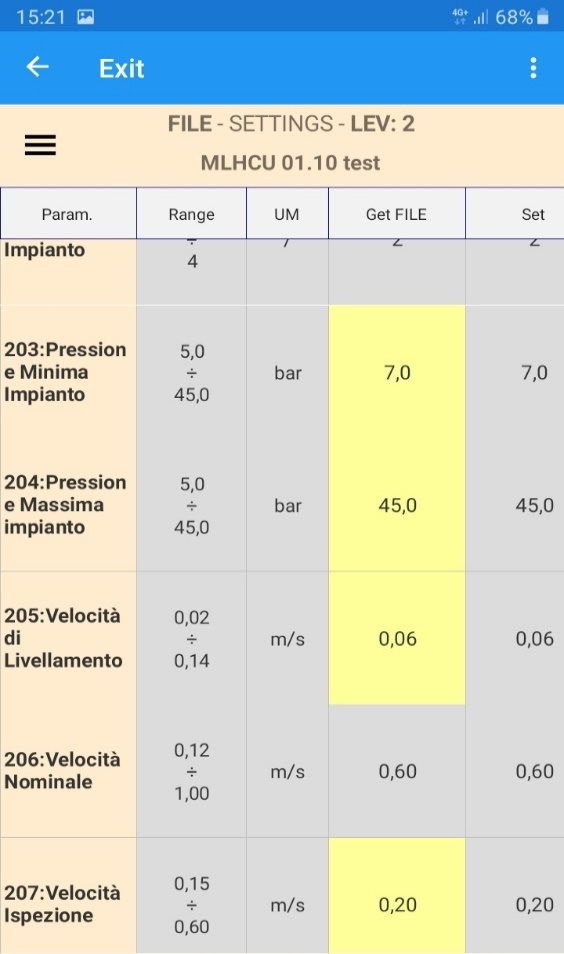 15:21 4G+ 68%
Exit
FILE - SETTINGS - LEV: 2
MLHCU 01.10 test
Param. Range UM Get FILE Set
Impianto ÷ / 2 2
4
203:Pression 5,0
e Minima ÷ bar 7,0 7,0
Impianto 45,0
204:Pression 5,0
e Massima ÷ bar 45,0 45,0
impianto 45,0
205:Velocità 0,02
di ÷ m/s 0,06 0,06
Livellamento 0,14
206:Velocità 0,12
÷ m/s 0,60 0,60
Nominale 1,00
207:Velocità 0,15
÷ m/s 0,20 0,20
Ispezione 0,60